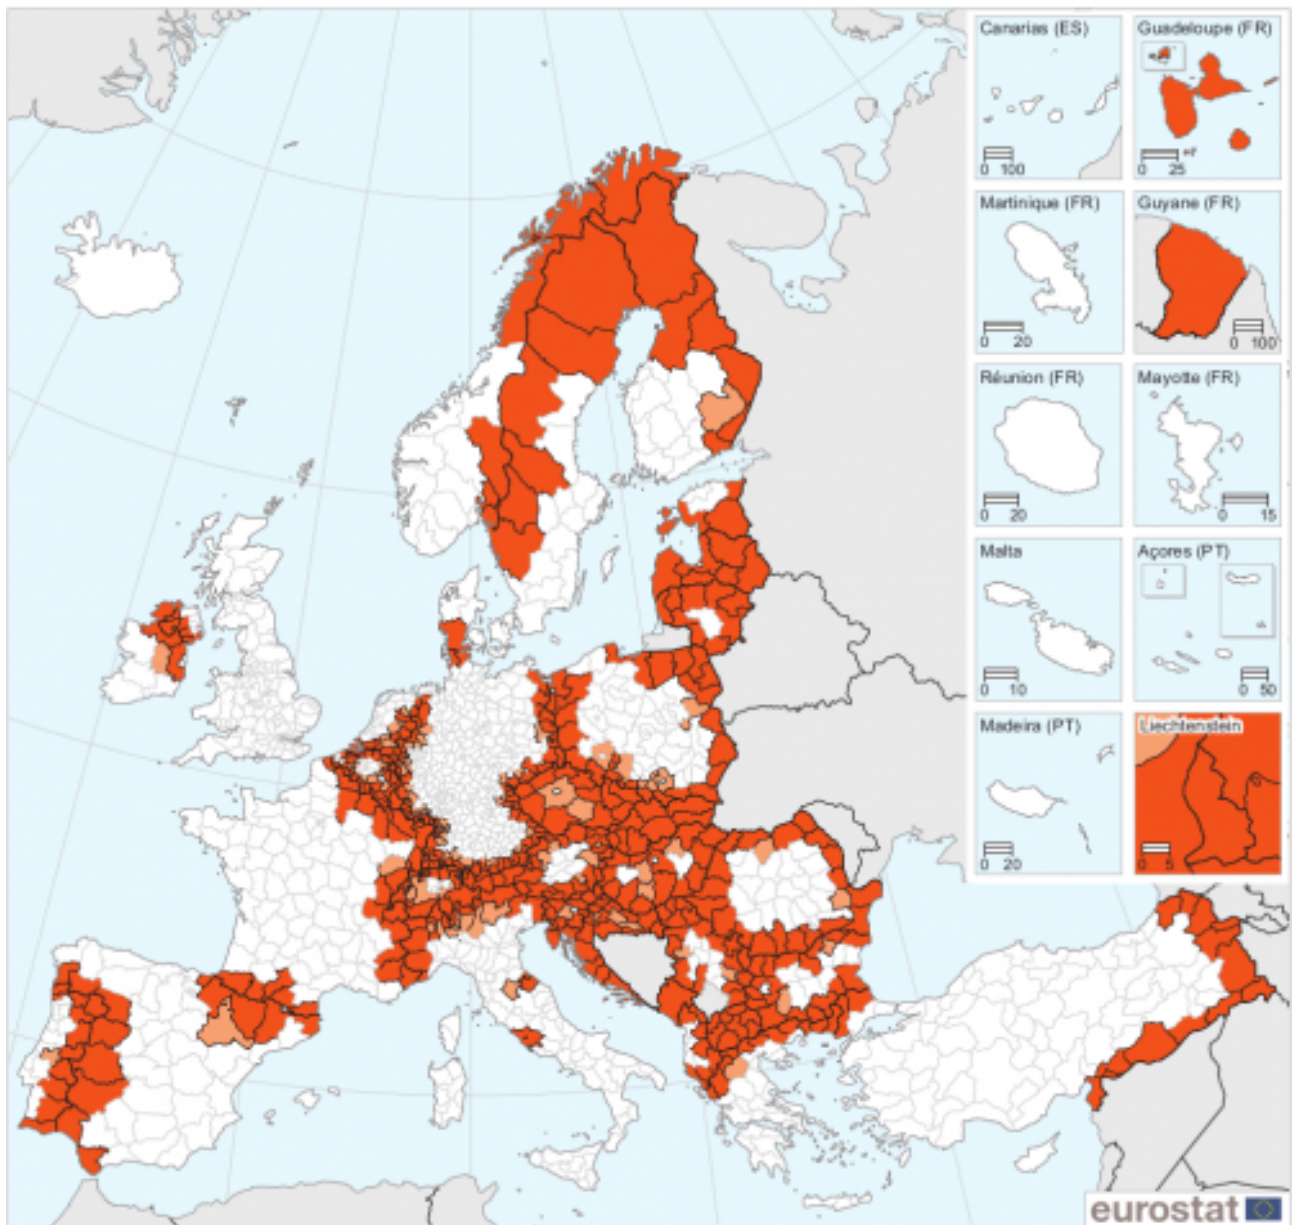 Canarias (ES)
0 100
Guadeloupe (FR)
0 25
Martinique (FR)
0 20
Guyane (FR)
0 100
Réunion (FR)
0 20
Mayotte (FR)
0 15
Malta
0 10
Açores (PT)
0 50
Madeira (PT)
0 20
Liechtenstein
0 5
eurostat